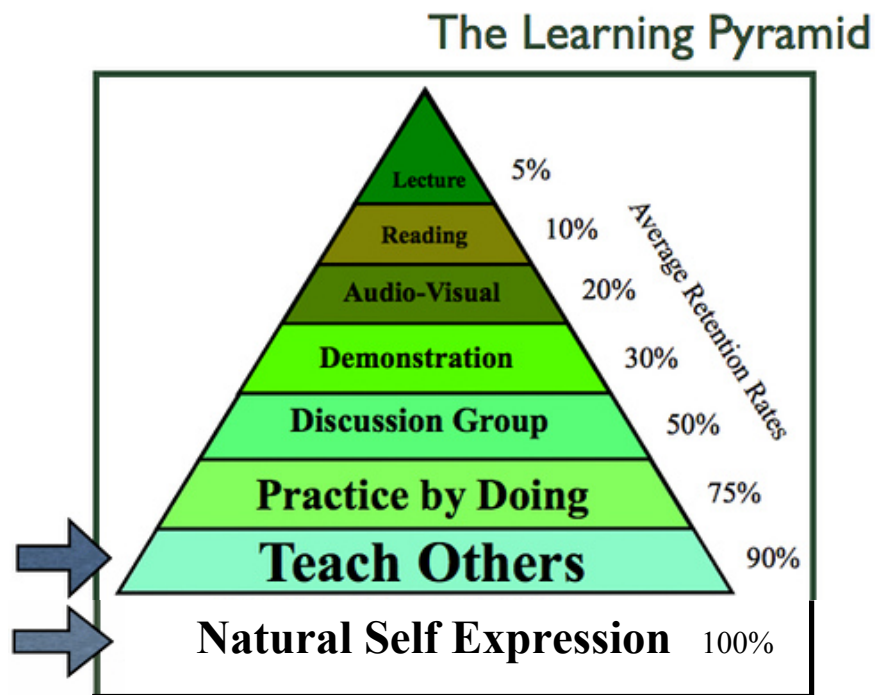 The Learning Pyramid
Lecture 5%
Reading 10%
Audio-Visual 20%
Demonstration 30%
Discussion Group 50%
Practice by Doing 75%
Teach Others 90%
Natural Self Expression 100%
Average Retention Rates